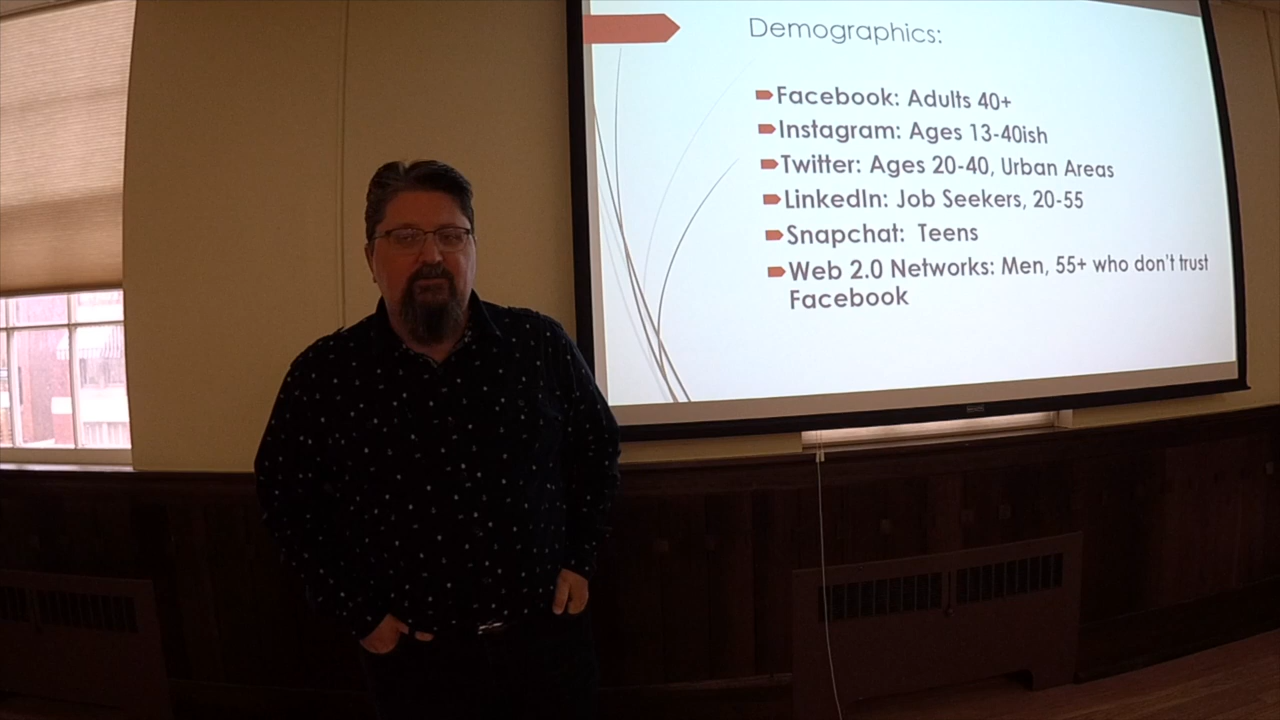 Demographics:
Facebook: Adults 40+
Instagram: Ages 13-40ish
Twitter: Ages 20-40, Urban Areas
LinkedIn: Job Seekers, 20-55
Snapchat: Teens
Web 2.0 Networks: Men, 55+ who don't trust
Facebook